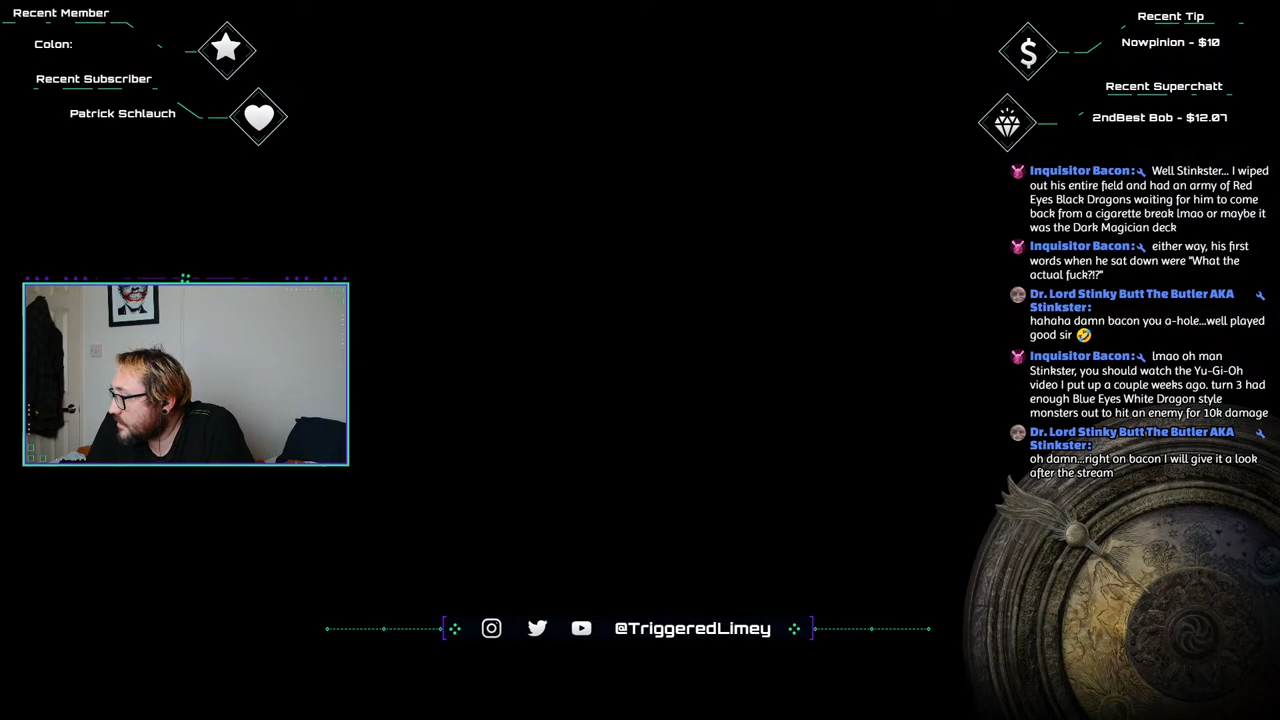 Recent Member
Colon:
Recent Subscriber
Patrick Schlauch
Recent Tip
Nowpinion - $10
Recent Superchatt
2ndBest Bob - $12.07
Inquisitor Bacon: Well Stinkster... I wiped
out his entire field and had an army of Red
Eyes Black Dragons waiting for him to come
back from a cigarette break lmao or maybe it
was the Dark Magician deck
Inquisitor Bacon: either way, his first
words when he sat down were "What the
actual fuck?!?"
Dr. Lord Stinky Butt The Butler AKA
Stinkster:
hahaha damn bacon you a-hole...well played
good sir 🤣
Inquisitor Bacon: lmao oh man
Stinkster, you should watch the Yu-Gi-Oh
video I put up a couple weeks ago. turn 3 had
enough Blue Eyes White Dragon style
monsters out to hit an enemy for 10k damage
Dr. Lord Stinky Butt The Butler AKA
Stinkster:
oh damn...right on bacon I will give it a look
after the stream
@TriggeredLimey